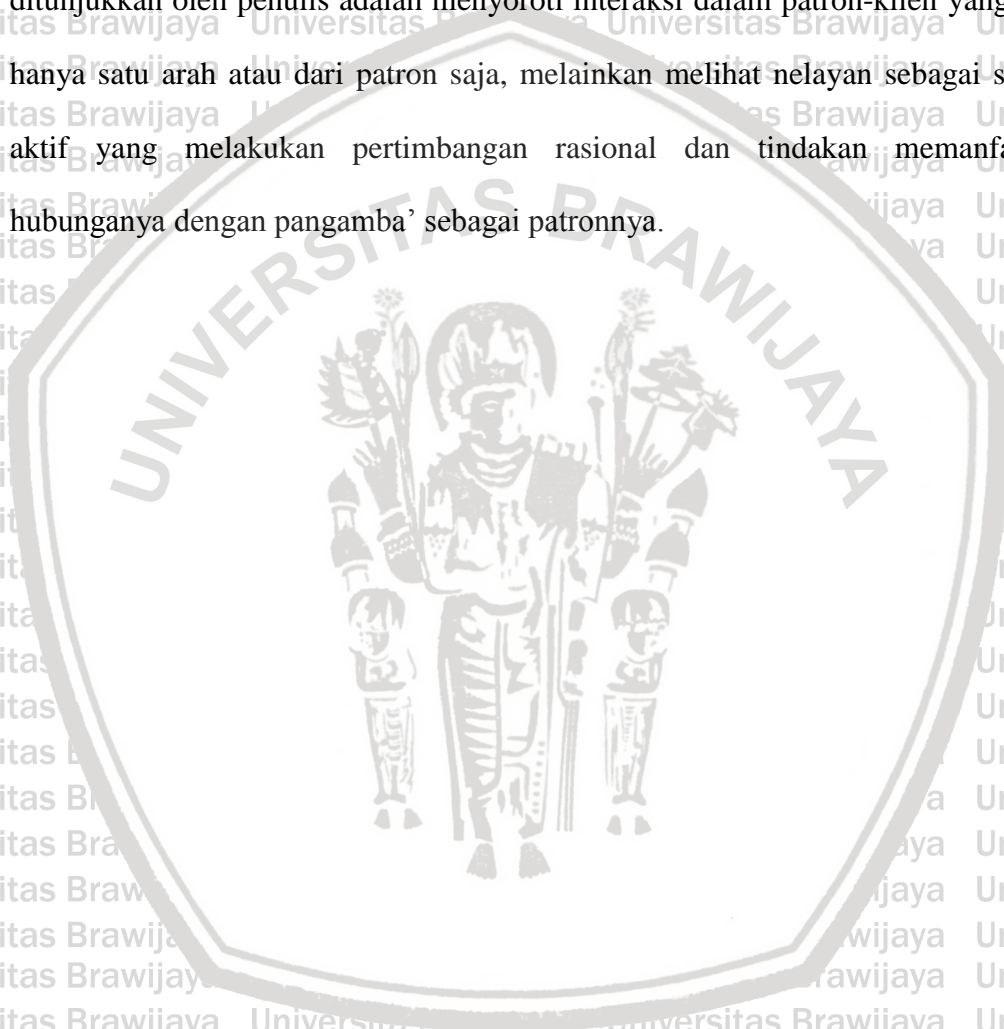 ditunjukkan oleh penulis adalah menyoroti interaksi dalam patron-klien yang
hanya satu arah atau dari patron saja, melainkan melihat nelayan sebagai
aktif yang melakukan pertimbangan rasional dan tindakan
hubunganya dengan pangamba’ sebagai patronnya.
UNIVERSITAS BRAWIJAYA